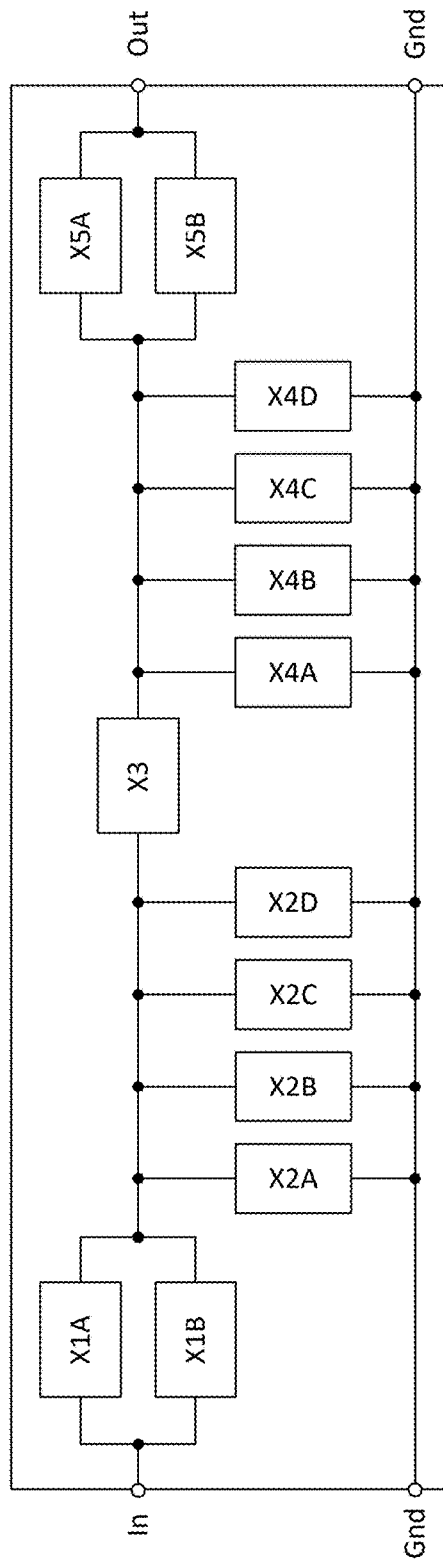 Out
Gnd
X5A
X5B
X4D
X4C
X4B
X4A
X3
X2D
X2C
X2B
X2A
X1A
X1B
In
Gnd